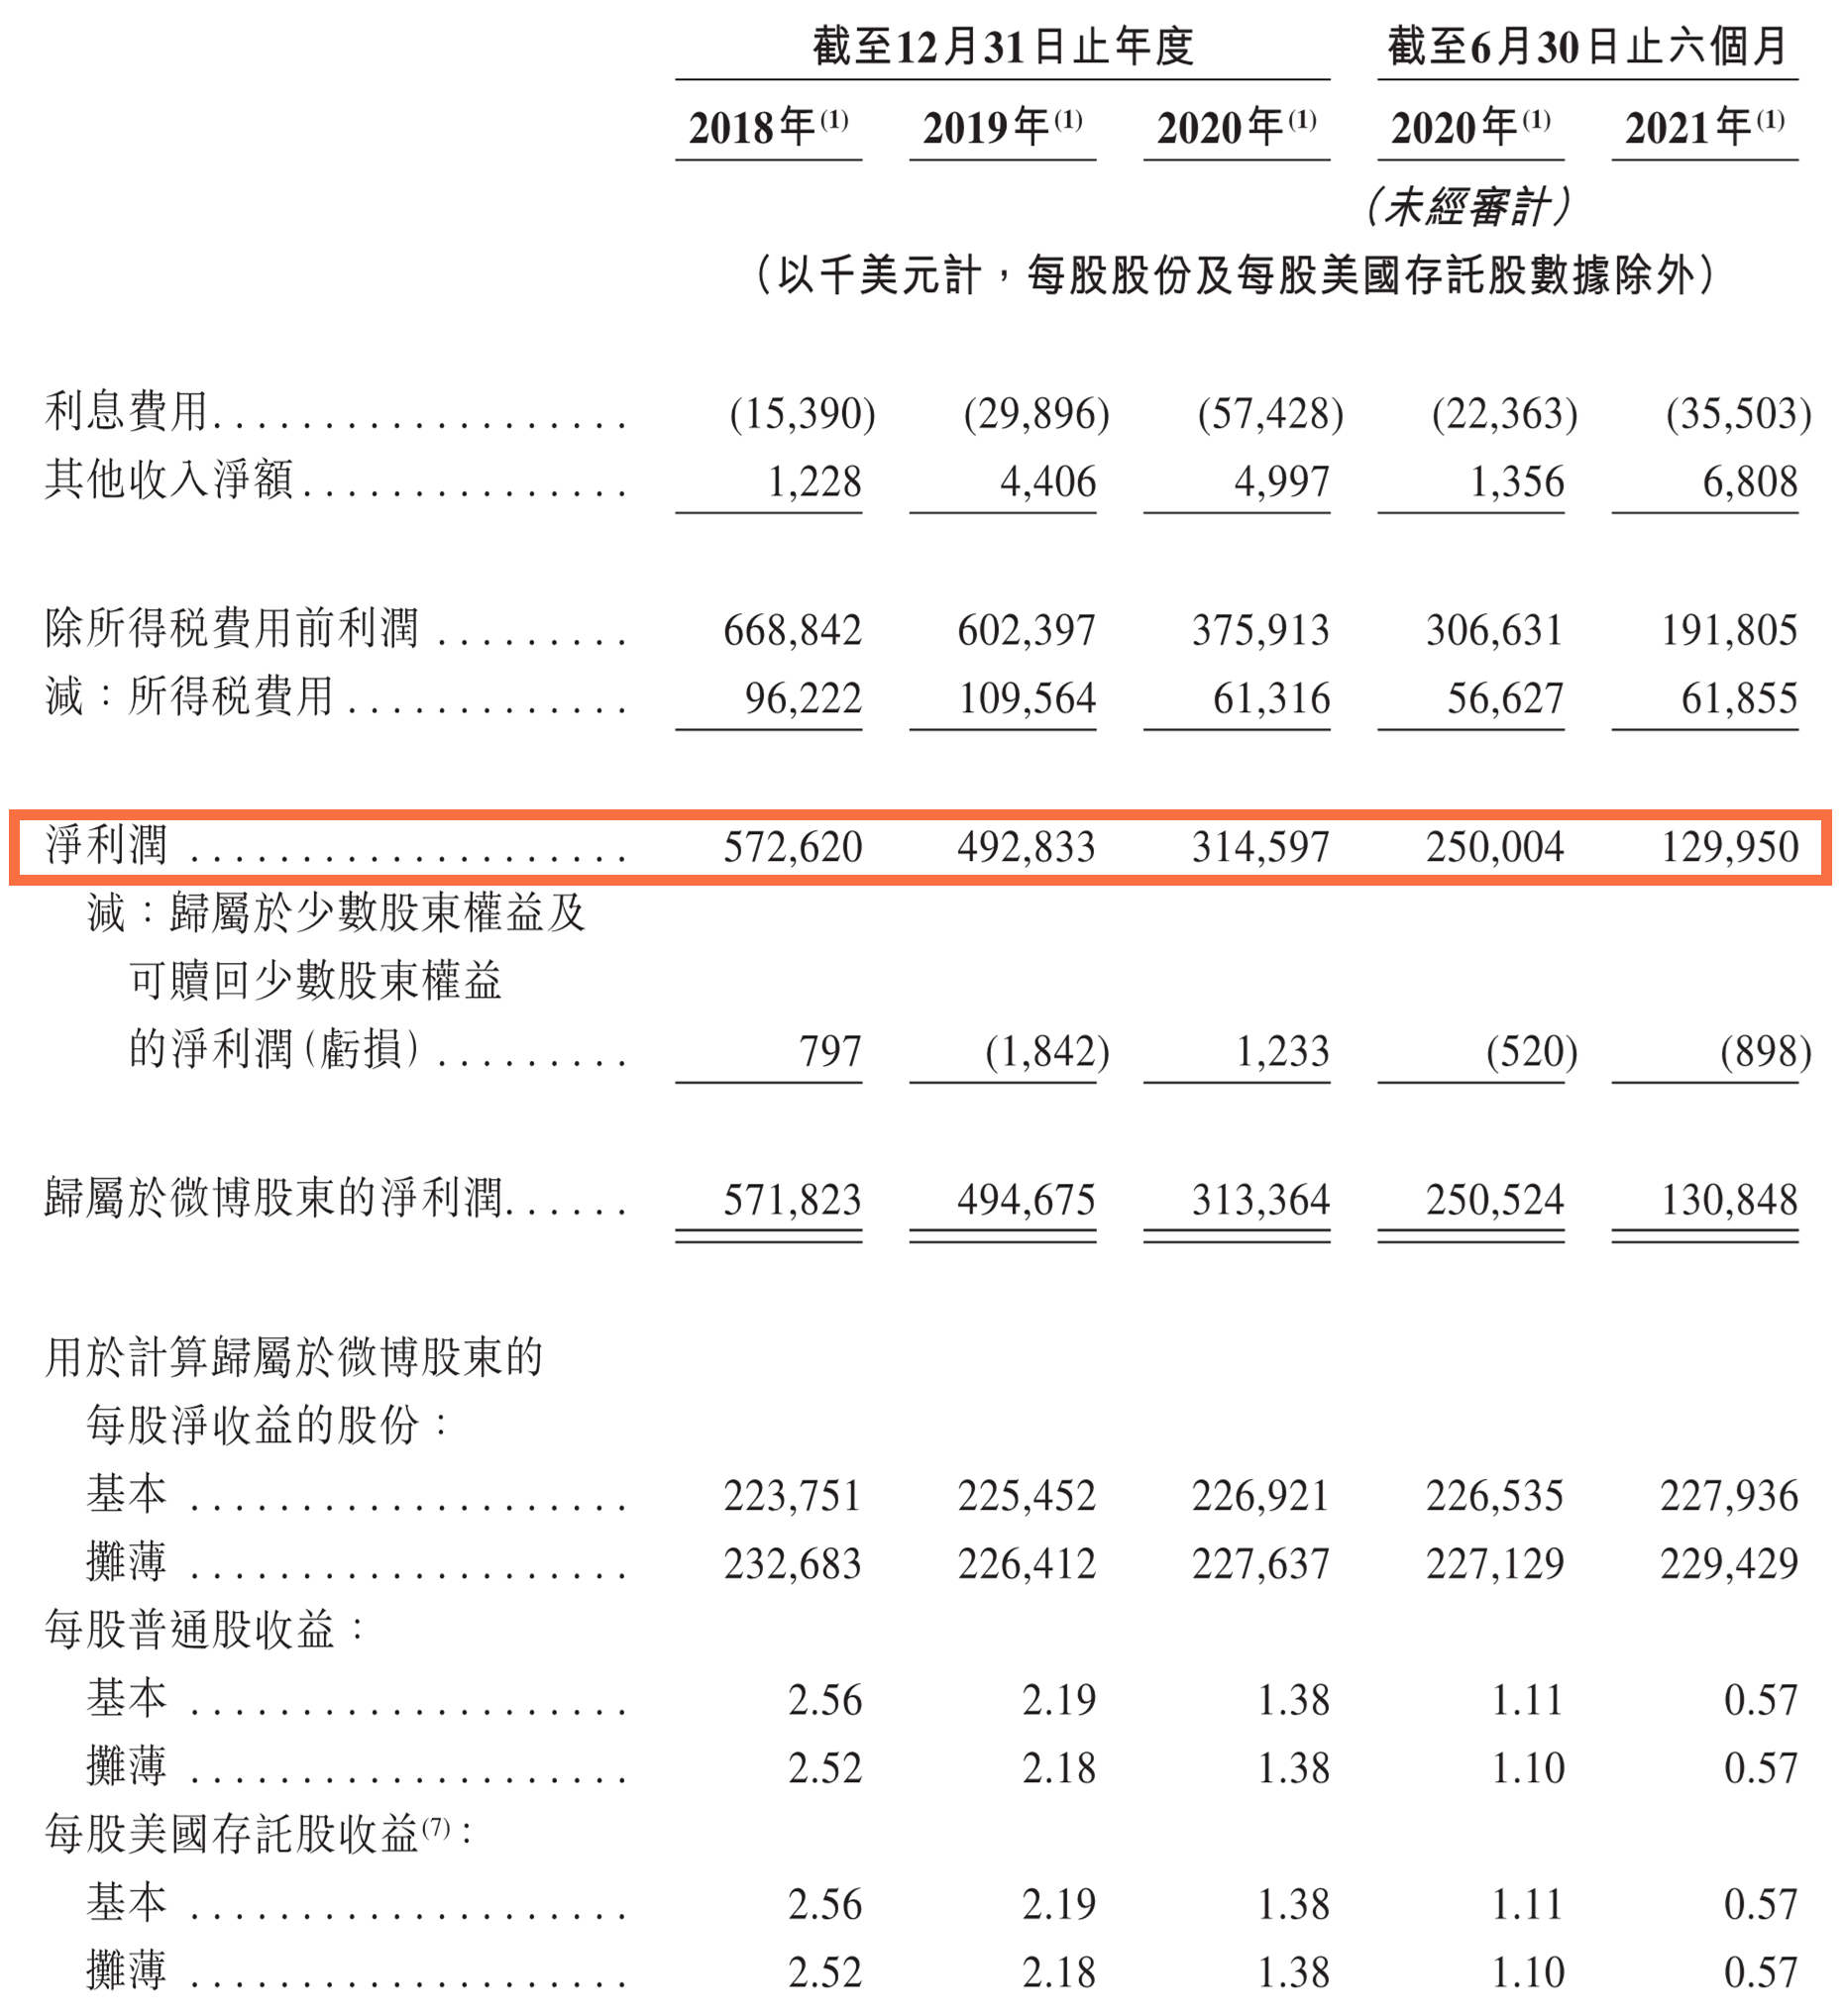 截至12月31日止年度 截至6月30日止六個月
2018年(1) 2019年(1) 2020年(1) 2020年(1) 2021年(1)
(未經審計)
(以千美元計，每股股份及每股美國存託股數據除外)
利息費用................... (15,390) (29,896) (57,428) (22,363) (35,503)
其他收入淨額............... 1,228 4,406 4,997 1,356 6,808
除所得税費用前利潤 ......... 668,842 602,397 375,913 306,631 191,805
減：所得税費用 ............. 96,222 109,564 61,316 56,627 61,855
淨利潤 .................... 572,620 492,833 314,597 250,004 129,950
減：歸屬於少數股東權益及
可贖回少數股東權益
的淨利潤(虧損) ......... 797 (1,842) 1,233 (520) (898)
歸屬於微博股東的淨利潤...... 571,823 494,675 313,364 250,524 130,848
用於計算歸屬於微博股東的
每股淨收益的股份：
基本 .................... 223,751 225,452 226,921 226,535 227,936
攤薄 .................... 232,683 226,412 227,637 227,129 229,429
每股普通股收益：
基本 .................... 2.56 2.19 1.38 1.11 0.57
攤薄 .................... 2.52 2.18 1.38 1.10 0.57
每股美國存託股收益(7)：
基本 .................... 2.56 2.19 1.38 1.11 0.57
攤薄 .................... 2.52 2.18 1.38 1.10 0.57